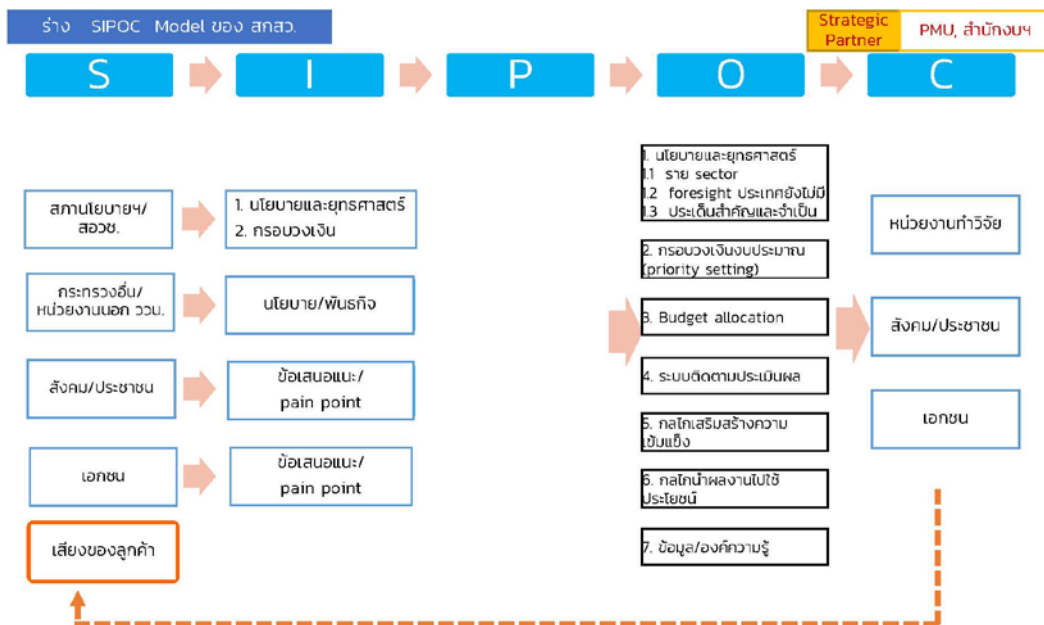 ร่าง SIPOC Model ของ สกสว.
Strategic
Partner
PMU, สำนักงบฯ
S
I
P
O
C
สภานโยบายฯ/
สอวช.
1. นโยบายและยุทธศาสตร์
2. กรอบวงเงิน
กระทรวงอื่น/
หน่วยงานนอก ววน.
นโยบาย/พันธกิจ
สังคม/ประชาชน
ข้อเสนอแนะ/
pain point
เอกชน
ข้อเสนอแนะ/
pain point
เสียงของลูกค้า
1. นโยบายและยุทธศาสตร์
1.1 ราย sector
1.2 foresight ประเทศยังไม่มี
1.3 ประเด็นสำคัญและจำเป็น
2. กรอบวงเงินงบประมาณ
(priority setting)
3. Budget allocation
4. ระบบติดตามประเมินผล
5. กลไกเสริมสร้างความ
เข้มแข็ง
6. กลไกนำผลงานไปใช้
ประโยชน์
7. ข้อมูล/องค์ความรู้
หน่วยงานทำวิจัย
สังคม/ประชาชน
เอกชน